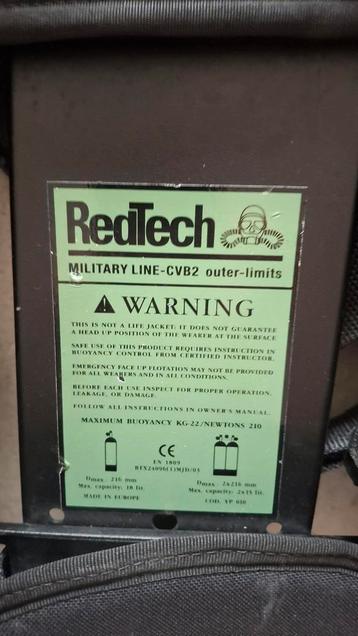 RedTech
MILITARY LINE-CVB2 outer-limits
WARNING
THIS IS NOT A LIFE JACKET: IT DOES NOT GUARANTEE
A HEAD UP POSITION OF THE WEARER AT THE SURFACE
SAFE USE OF THIS PRODUCT REQUIRES INSTRUCTION IN
BUOYANCY CONTROL FROM CERTIFIED INSTRUCTOR.
EMERGENCY FACE UP FLOTATION MAY NOT BE PROVIDED
FOR ALL WEARERS AND IN ALL CONDITIONS.
BEFORE EACH USE INSPECT FOR PROPER OPERATION,
LEAKAGE, OR DAMAGE.
FOLLOW ALL INSTRUCTIONS IN OWNER'S MANUAL.
MAXIMUM BUOYANCY KG-22/NEWTONS 210
CE
EN 1809
Dmax. 216 mm
Max. capacity: 18 lit.
MADE IN EUROPE
Dmax. 2x216 mm
Max. capacity: 2x15 lit.